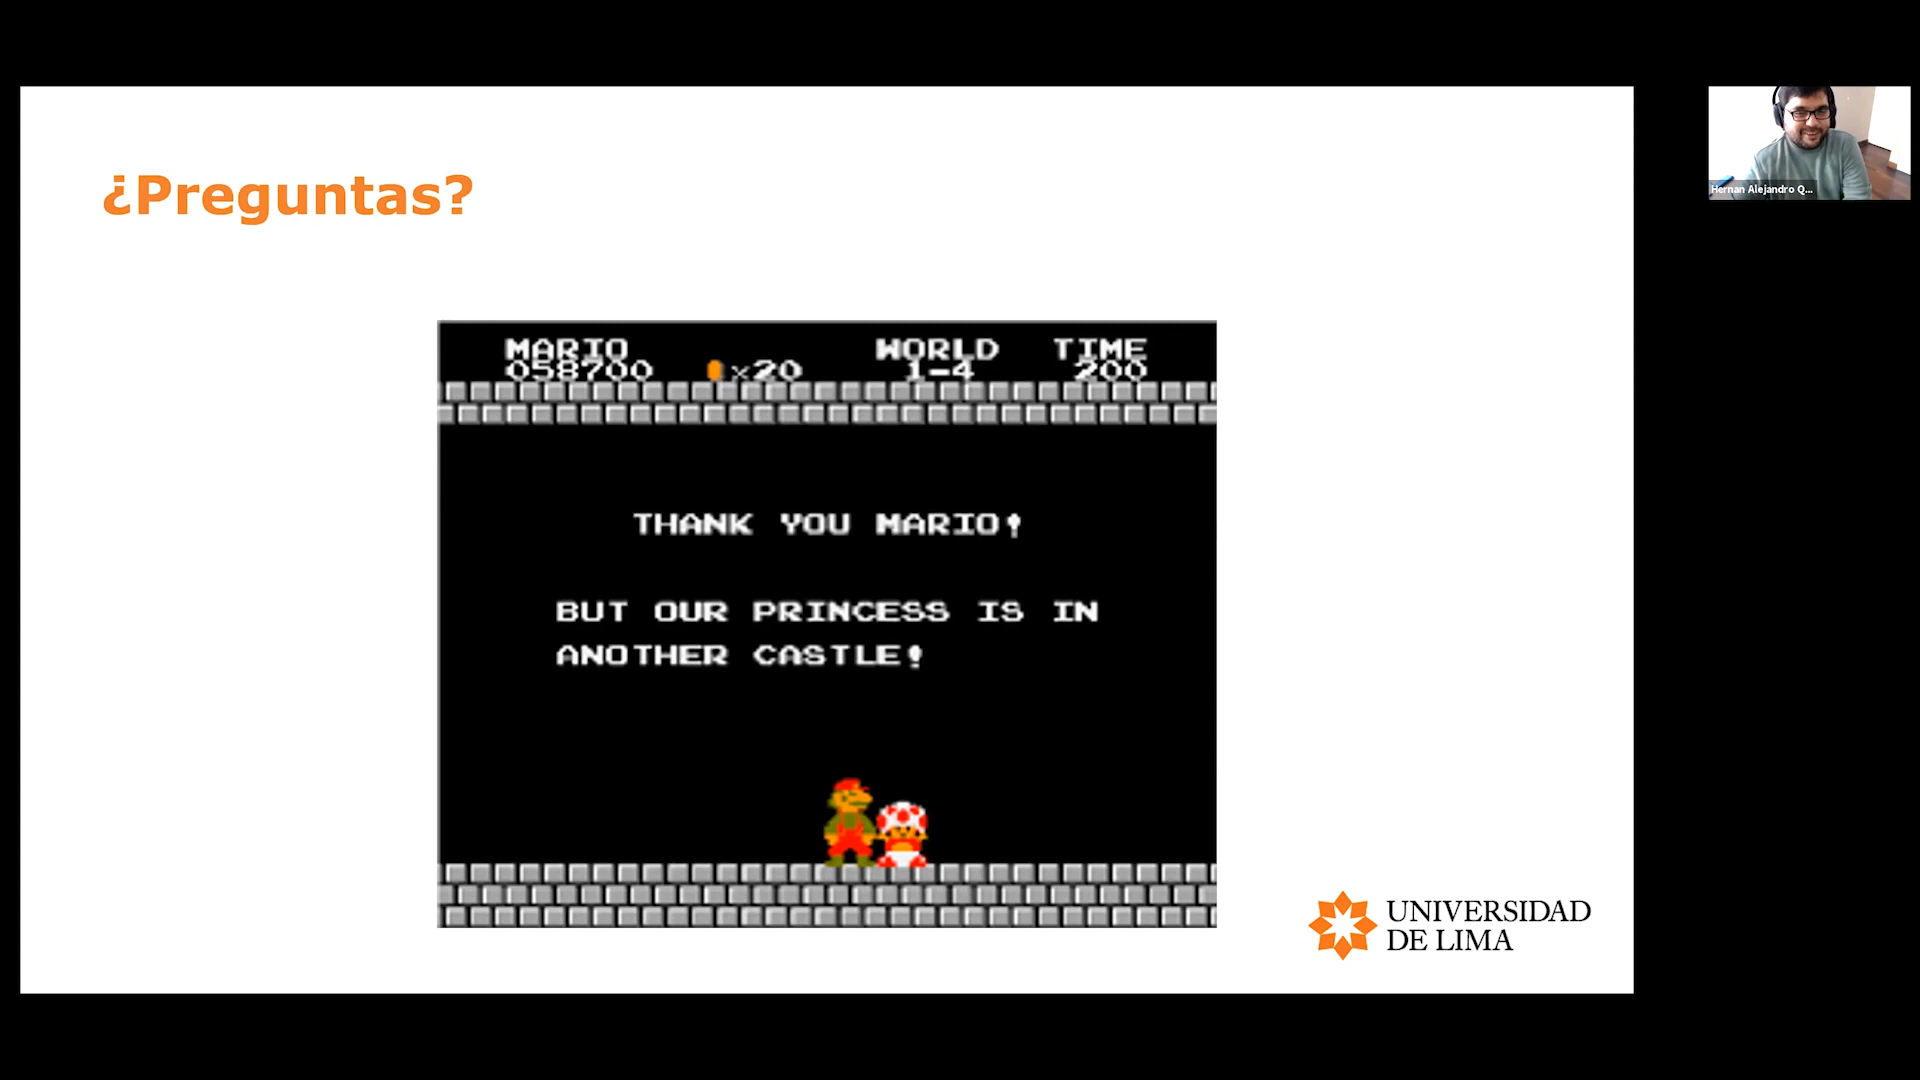 ¿Preguntas?
MARIO WORLD TIME
058700 ×20 1-4 200
THANK YOU MARIO!
BUT OUR PRINCESS IS IN
ANOTHER CASTLE!
UNIVERSIDAD
DE LIMA
Hernan Alejandro Q...